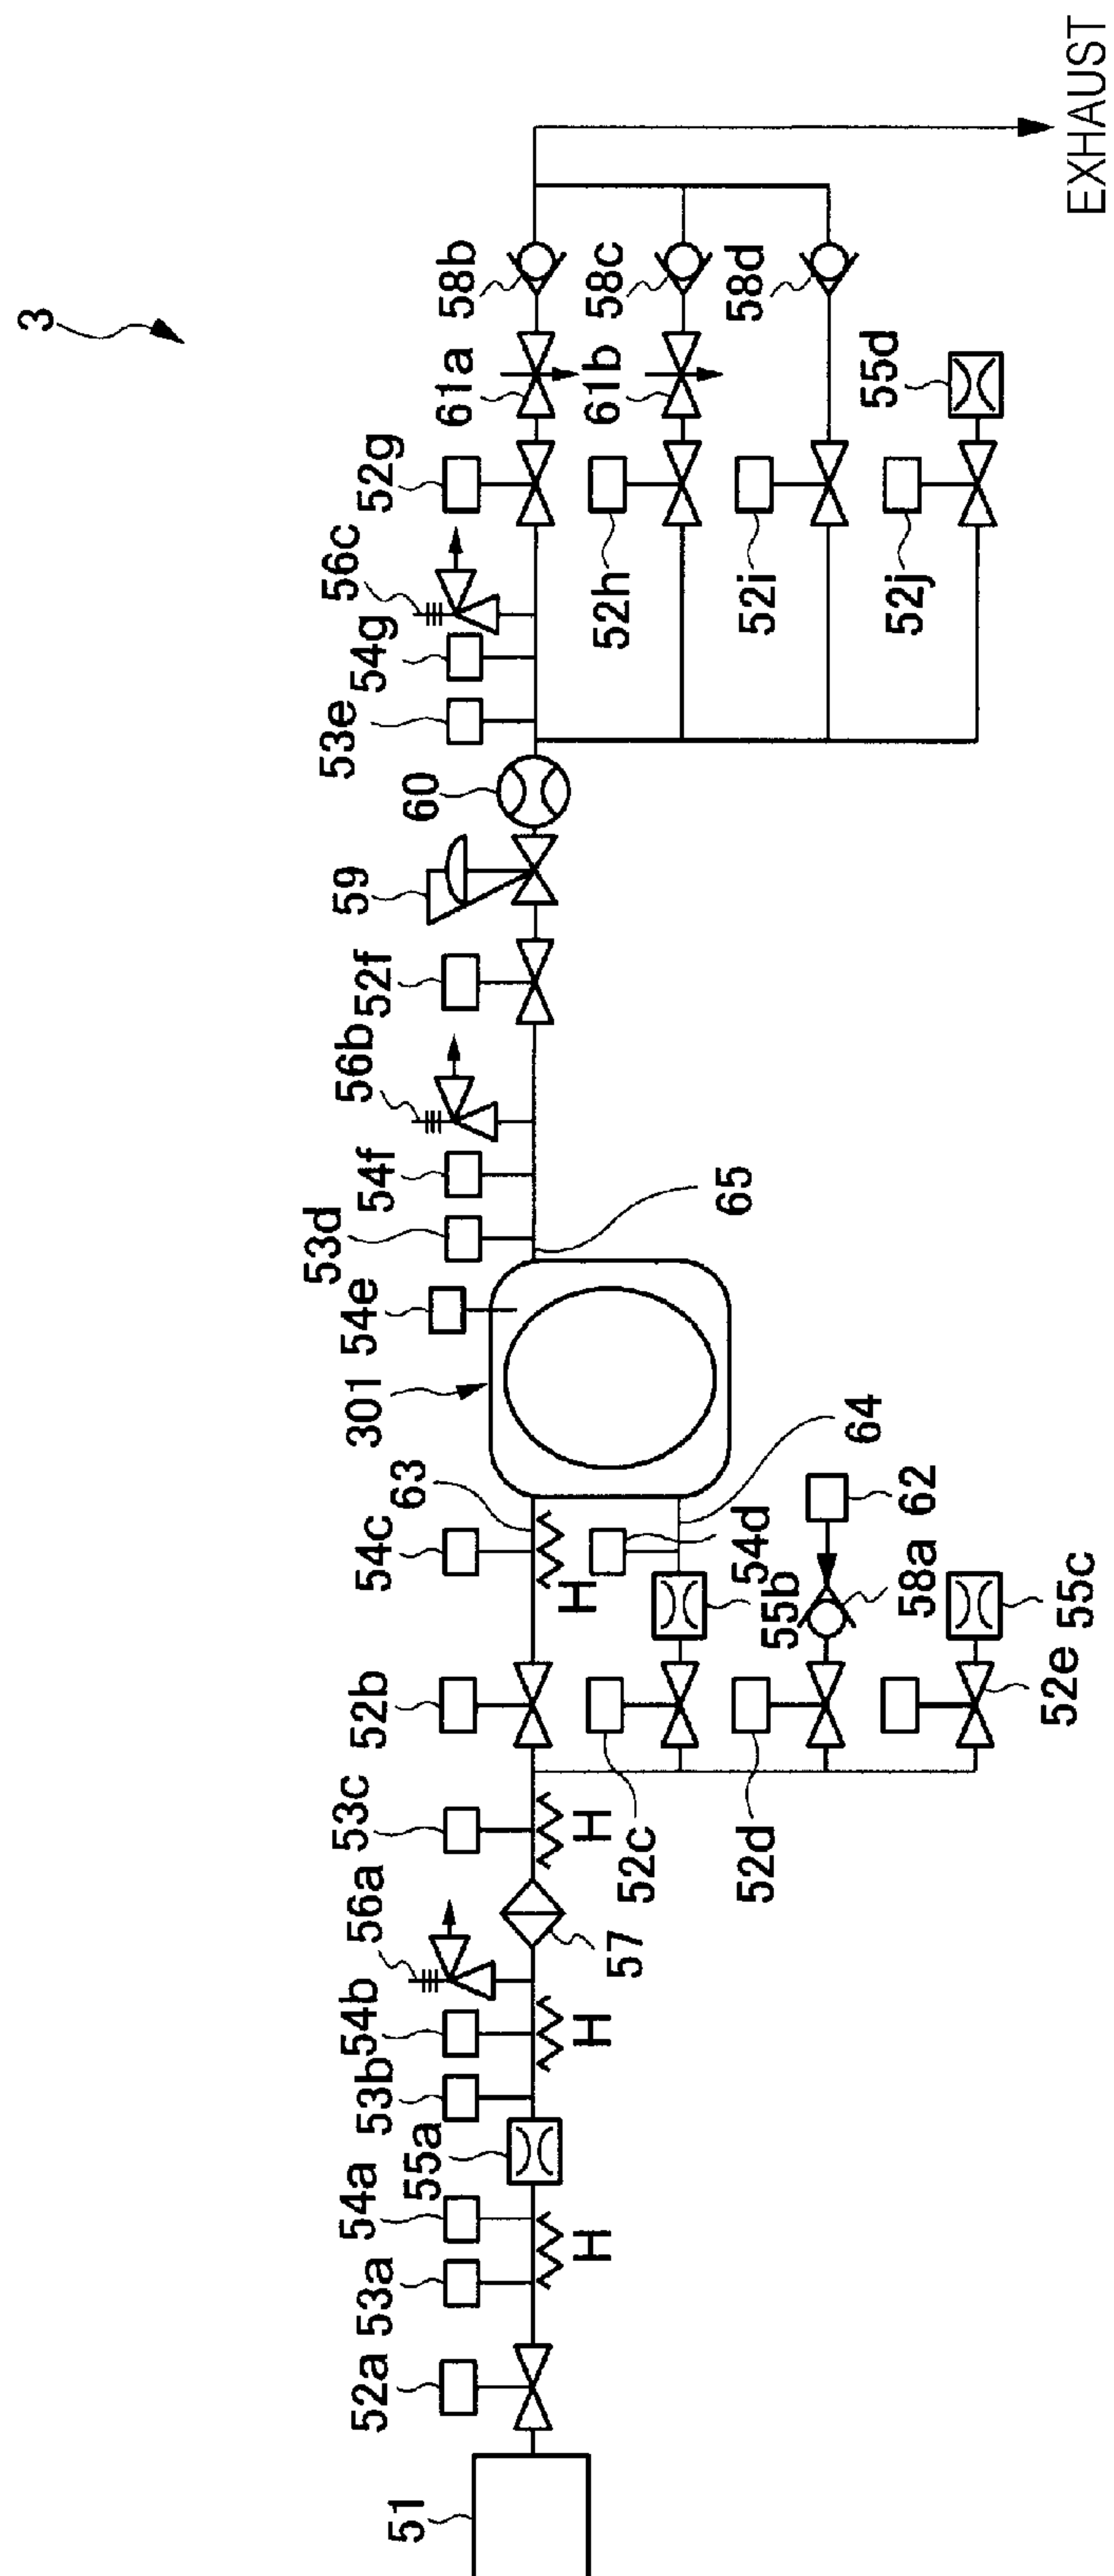 3
51
52a
53a
54a
55a
53b
54b
56a
57
53c
52b
54c
63
301
54e
53d
54f
56b
52f
59
60
53e
54g
56c
52g
61a
58b
H
H
H
H
52c
55b
54d
64
65
52h
61b
58c
52d
58a
62
52i
58d
52e
55c
52j
55d
EXHAUST